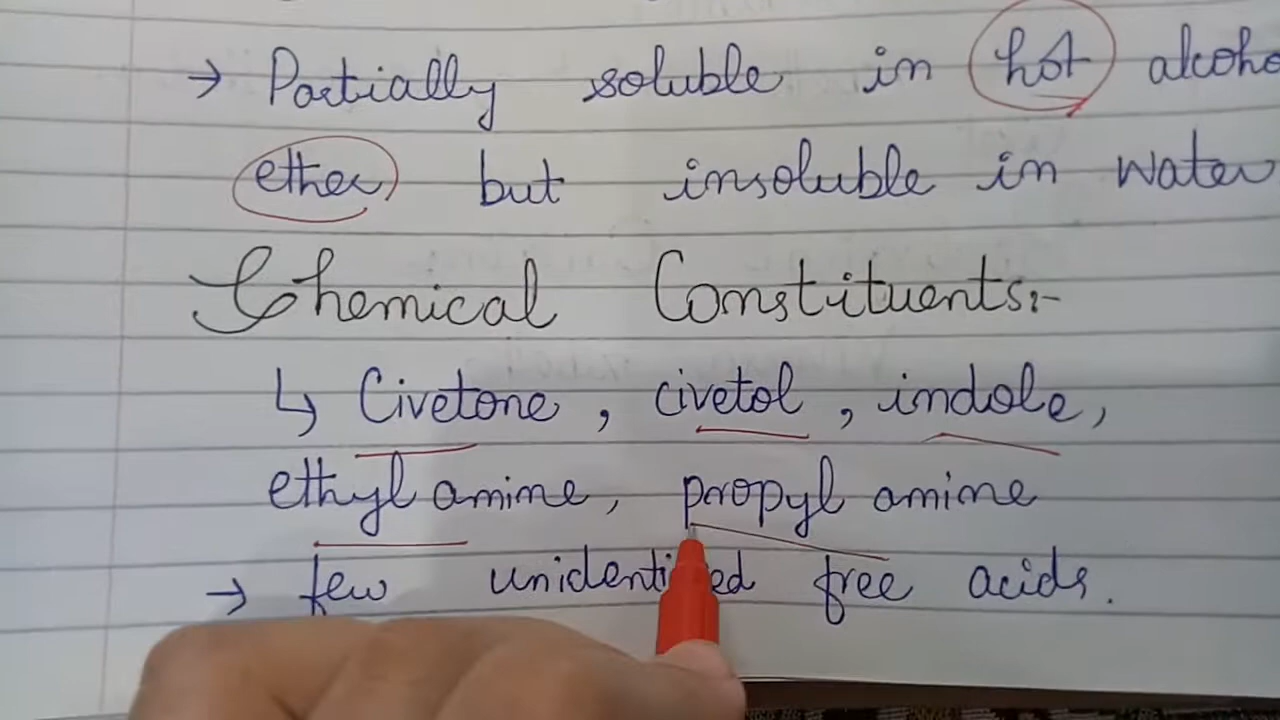 → Partially soluble in hot alcoho
ether but insoluble in water
Chemical Constituents:-
↳ Civetone, civetol, indole,
ethyl amine, propyl amine
→ few unidentified free acids.